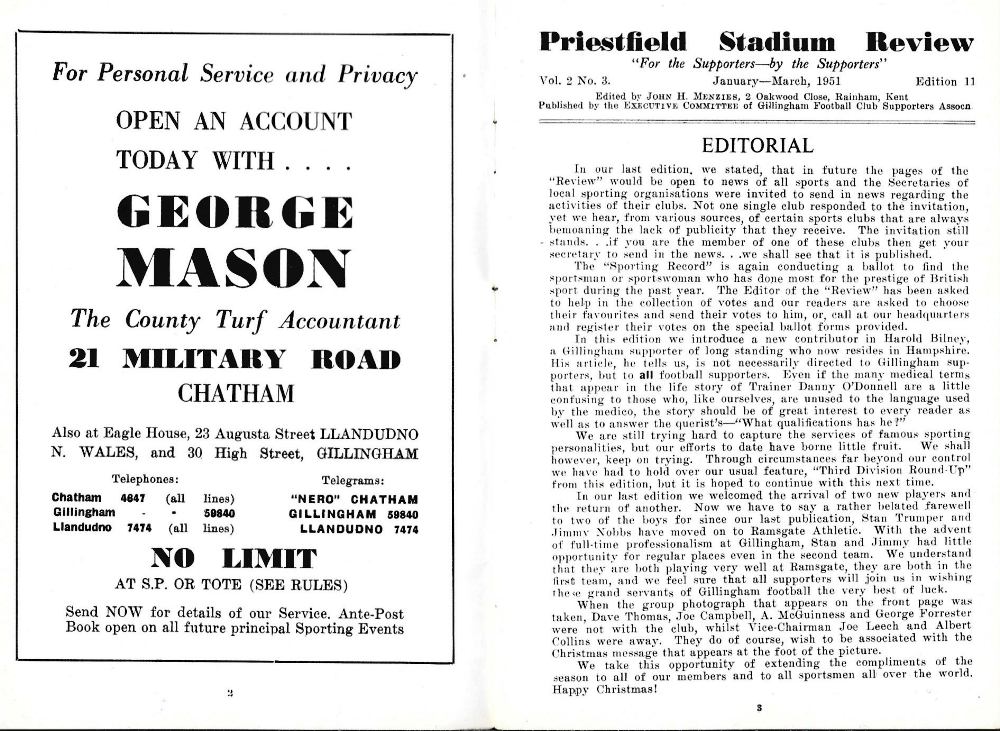 For Personal Service and Privacy
OPEN AN ACCOUNT
TODAY WITH . . . .
GEORGE
MASON
The County Turf Accountant
21 MILITARY ROAD
CHATHAM
Also at Eagle House, 23 Augusta Street LLANDUDNO
N. WALES, and 30 High Street, GILLINGHAM
Telephones: Telegrams:
Chatham 4647 (all lines) "NERO" CHATHAM
Gillingham - - 59840 GILLINGHAM 59840
Llandudno 7474 (all lines) LLANDUDNO 7474
NO LIMIT
AT S.P. OR TOTE (SEE RULES)
Send NOW for details of our Service. Ante-Post
Book open on all future principal Sporting Events
2
Priestfield Stadium Review
"For the Supporters—by the Supporters"
Vol. 2 No. 3. January—March, 1951 Edition 11
Edited by JOHN H. MENZIES, 2 Oakwood Close, Rainham, Kent
Published by the EXECUTIVE COMMITTEE of Gillingham Football Club Supporters Assocn
EDITORIAL
In our last edition, we stated, that in future the pages of the
"Review" would be open to news of all sports and the Secretaries of
local sporting organisations were invited to send in news regarding the
activities of their clubs. Not one single club responded to the invitation,
yet we hear, from various sources, of certain sports clubs that are always
bemoaning the lack of publicity that they receive. The invitation still
stands. . .if you are the member of one of these clubs then get your
secretary to send in the news. . .we shall see that it is published.
The "Sporting Record" is again conducting a ballot to find the
sportsman or sportswoman who has done most for the prestige of British
sport during the past year. The Editor of the "Review" has been asked
to help in the collection of votes and our readers are asked to choose
their favourites and send their votes to him, or, call at our headquarters
and register their votes on the special ballot forms provided.
In this edition we introduce a new contributor in Harold Bilney,
a Gillingham supporter of long standing who now resides in Hampshire.
His article, he tells us, is not necessarily directed to Gillingham sup-
porters, but to all football supporters. Even if the many medical terms
that appear in the life story of Trainer Danny O'Donnell are a little
confusing to those who, like ourselves, are unused to the language used
by the medico, the story should be of great interest to every reader as
well as to answer the querist's—"What qualifications has he?"
We are still trying hard to capture the services of famous sporting
personalities, but our efforts to date have borne little fruit. We shall
however, keep on trying. Through circumstances far beyond our control
we have had to hold over our usual feature, "Third Division Round-Up"
from this edition, but it is hoped to continue with this next time.
In our last edition we welcomed the arrival of two new players and
the return of another. Now we have to say a rather belated farewell
to two of the boys for since our last publication, Stan Trumper and
Jimmy Nobbs have moved on to Ramsgate Athletic. With the advent
of full-time professionalism at Gillingham, Stan and Jimmy had little
opportunity for regular places even in the second team. We understand
that they are both playing very well at Ramsgate, they are both in the
first team, and we feel sure that all supporters will join us in wishing
these grand servants of Gillingham football the very best of luck.
When the group photograph that appears on the front page was
taken, Dave Thomas, Joe Campbell, A. McGuinness and George Forrester
were not with the club, whilst Vice-Chairman Joe Leech and Albert
Collins were away. They do of course, wish to be associated with the
Christmas message that appears at the foot of the picture.
We take this opportunity of extending the compliments of the
season to all of our members and to all sportsmen all over the world.
Happy Christmas!
3